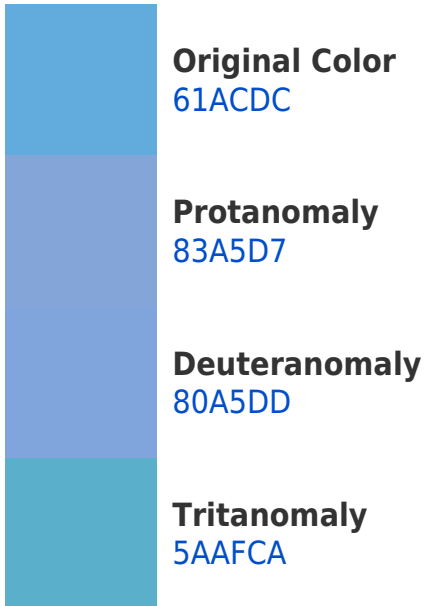 Original Color
61ACDC
Protanomaly
83A5D7
Deuteranomaly
80A5DD
Tritanomaly
5AAFCA